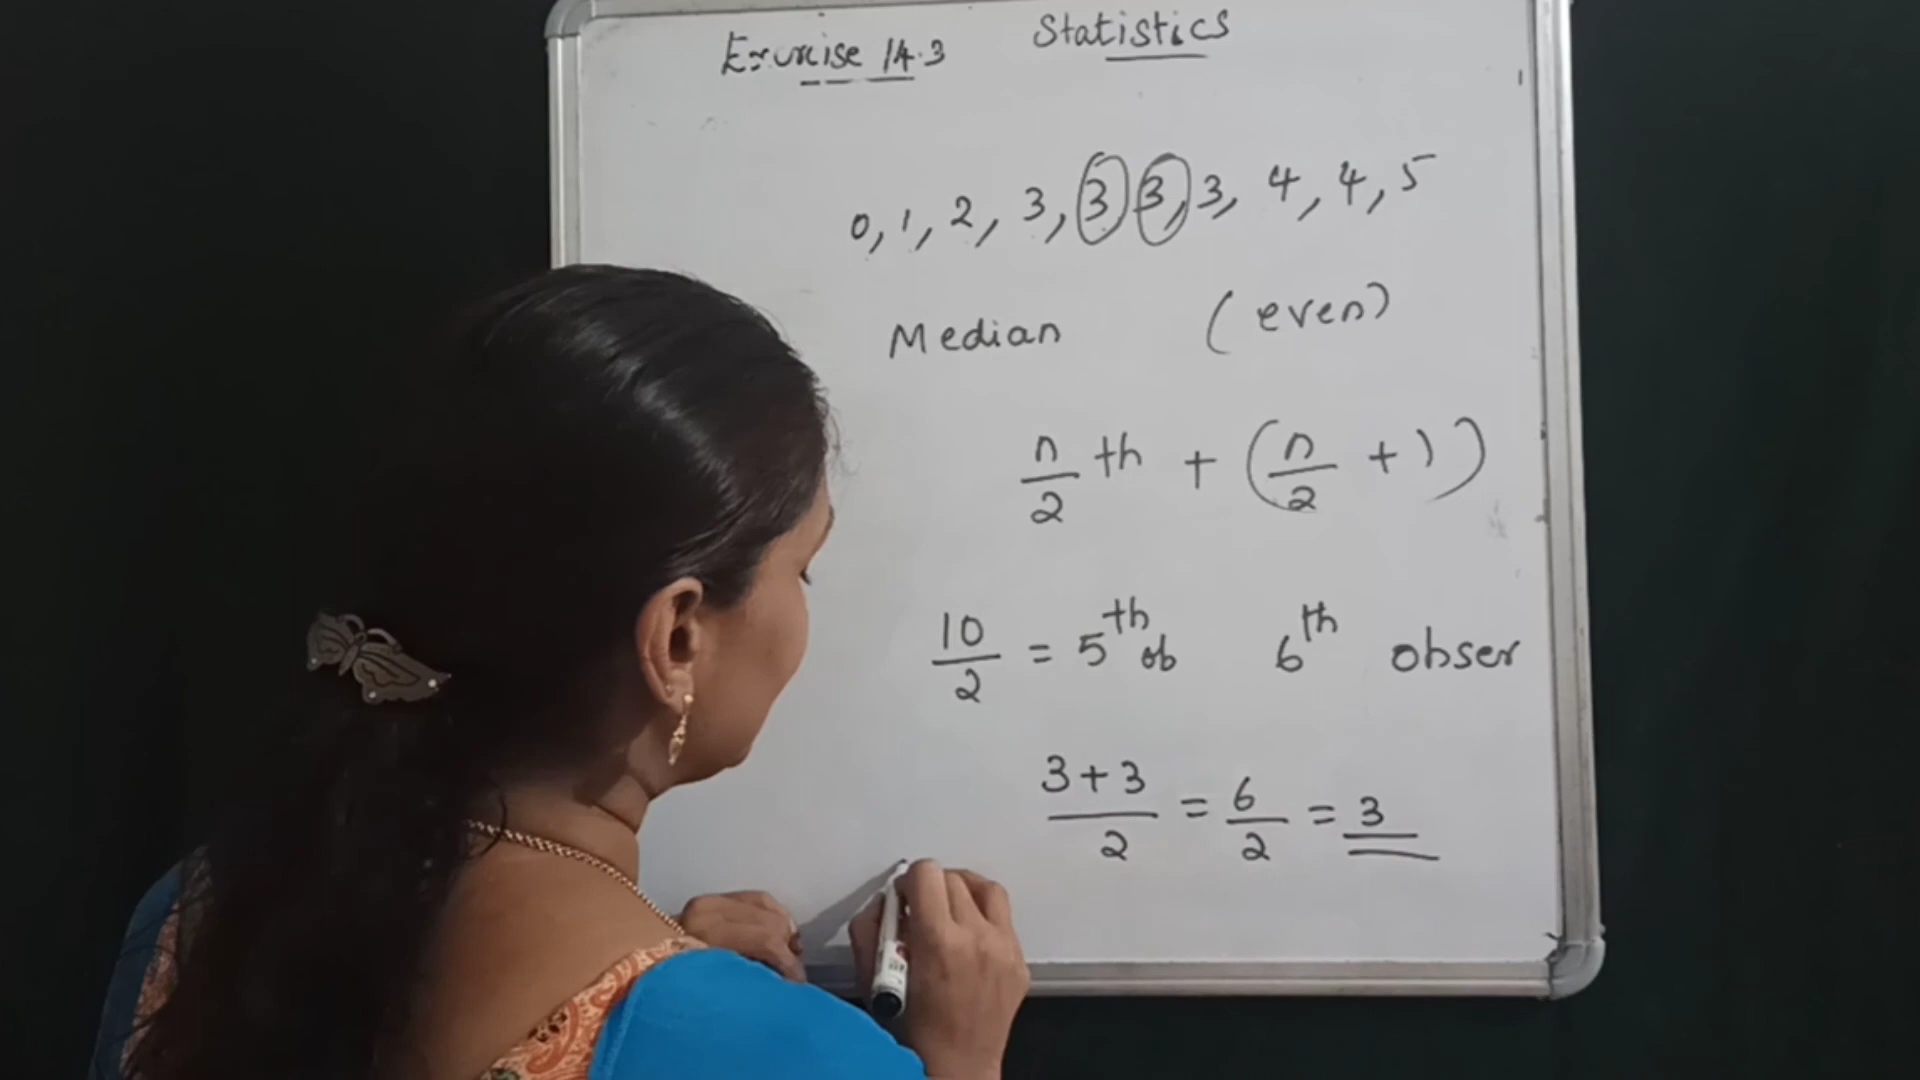 Exercise 14.3 Statistics
0, 1, 2, 3, 3 3, 3, 4, 4, 5
Median (even)
n/2 th + (n/2 + 1)
10/2 = 5th ob 6th obser
3+3/2 = 6/2 = 3